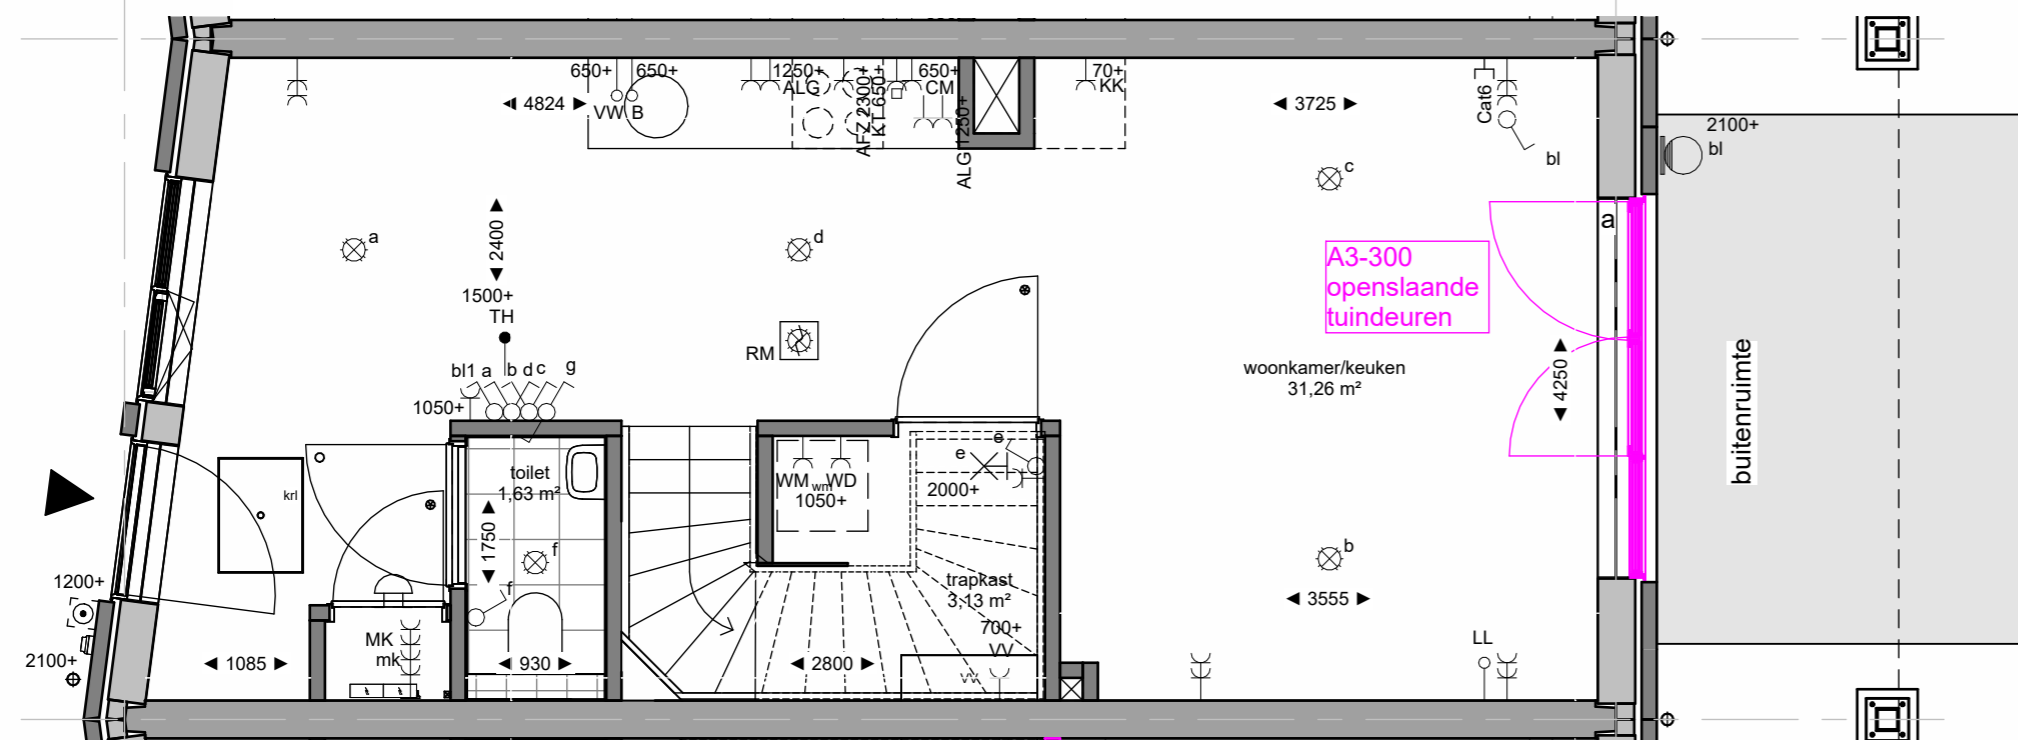 650+
650+
1250+
ALG
AFZ 2300+
KT 650+
650+
CM
ALG 1250+
70+
KK
4824
VW
B
3725
Cat6
bl
2100+
bl
c
a
a
d
2400
1500+
TH
A3-300
openslaande
tuindeuren
RM
bl1
a
b
d
c
g
1050+
woonkamer/keuken
31,26 m²
4250
buitenruimte
toilet
1,63 m²
krl
WM
wm
WD
1050+
e
e
2000+
1750
f
f
b
1200+
trapkast
3,13 m²
3555
700+
VV
vv
MK
mk
LL
2100+
1085
930
2800